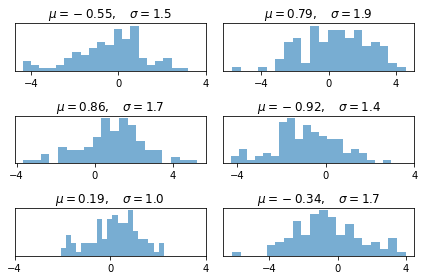 μ = −0.55, σ = 1.5
−4 0 4
μ = 0.79, σ = 1.9
−4 0 4
μ = 0.86, σ = 1.7
−4 0 4
μ = −0.92, σ = 1.4
−4 0 4
μ = 0.19, σ = 1.0
−4 0 4
μ = −0.34, σ = 1.7
−4 0 4